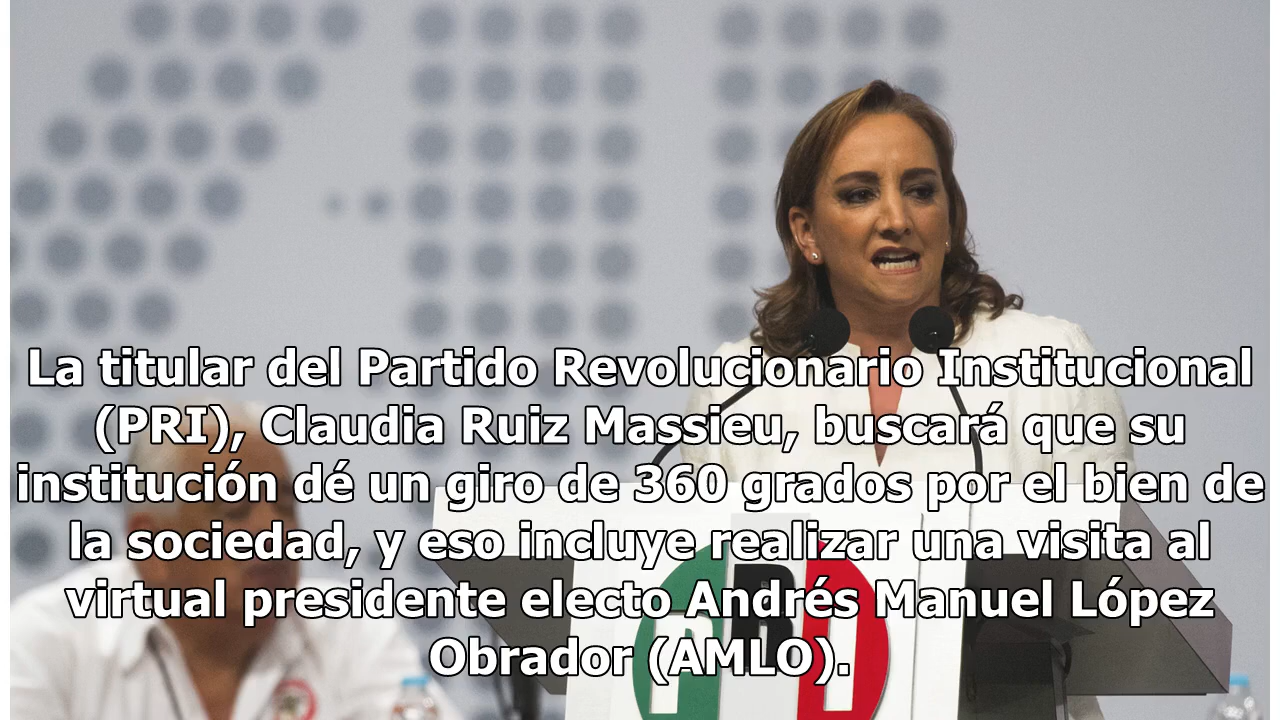 La titular del Partido Revolucionario Institucional
(PRI), Claudia Ruiz Massieu, buscará que su
institución dé un giro de 360 grados por el bien de
la sociedad, y eso incluye realizar una visita al
virtual presidente electo Andrés Manuel López
Obrador (AMLO).
PRI